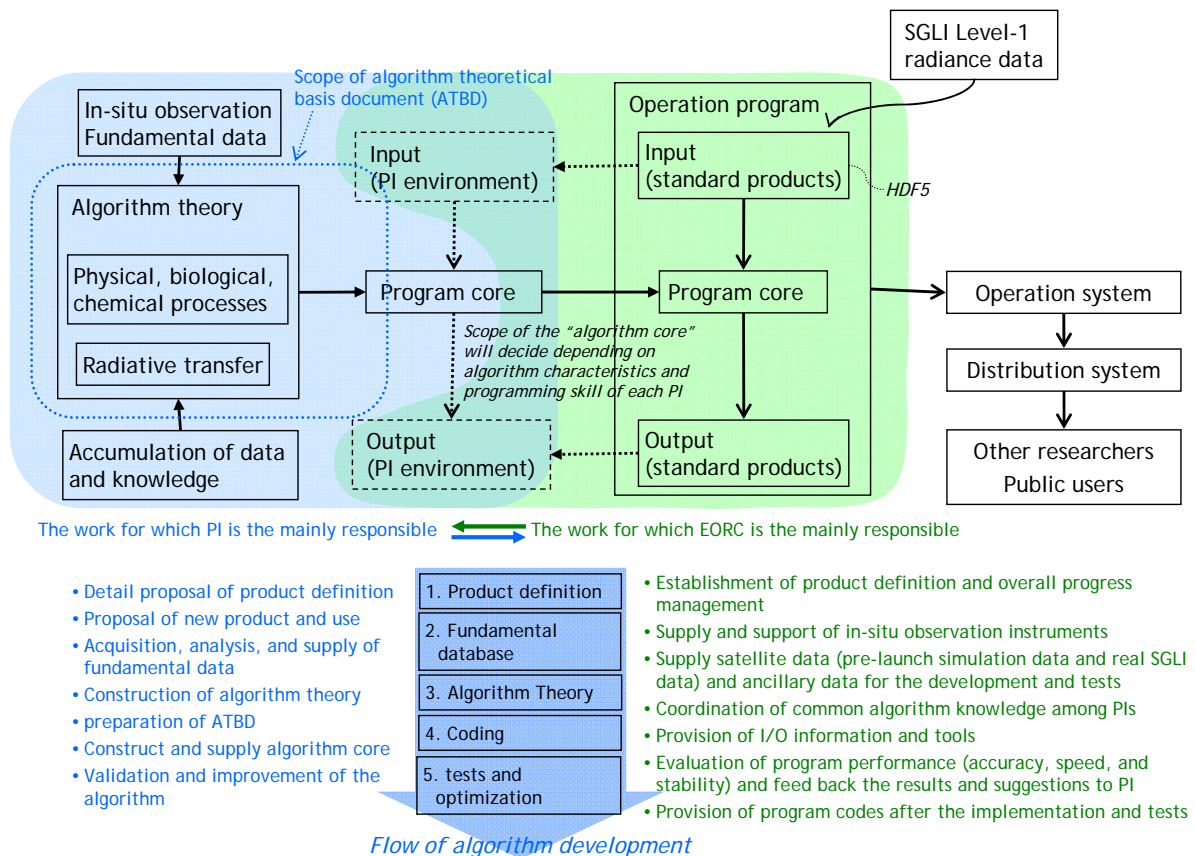 SGLI Level-1
radiance data
Scope of algorithm theoretical
basis document (ATBD)
In-situ observation
Fundamental data
Operation program
Input
(PI environment)
Input
(standard products)
HDF5
Algorithm theory
Physical, biological,
chemical processes
Radiative transfer
Program core
Program core
Operation system
Scope of the “algorithm core”
will decide depending on
algorithm characteristics and
programming skill of each PI
Distribution system
Accumulation of data
and knowledge
Output
(PI environment)
Output
(standard products)
Other researchers
Public users
The work for which PI is the mainly responsible
The work for which EORC is the mainly responsible
• Detail proposal of product definition
• Proposal of new product and use
• Acquisition, analysis, and supply of
fundamental data
• Construction of algorithm theory
• preparation of ATBD
• Construct and supply algorithm core
• Validation and improvement of the
algorithm
1. Product definition
2. Fundamental
database
3. Algorithm Theory
4. Coding
5. tests and
optimization
• Establishment of product definition and overall progress
management
• Supply and support of in-situ observation instruments
• Supply satellite data (pre-launch simulation data and real SGLI
data) and ancillary data for the development and tests
• Coordination of common algorithm knowledge among PIs
• Provision of I/O information and tools
• Evaluation of program performance (accuracy, speed, and
stability) and feed back the results and suggestions to PI
• Provision of program codes after the implementation and tests
Flow of algorithm development